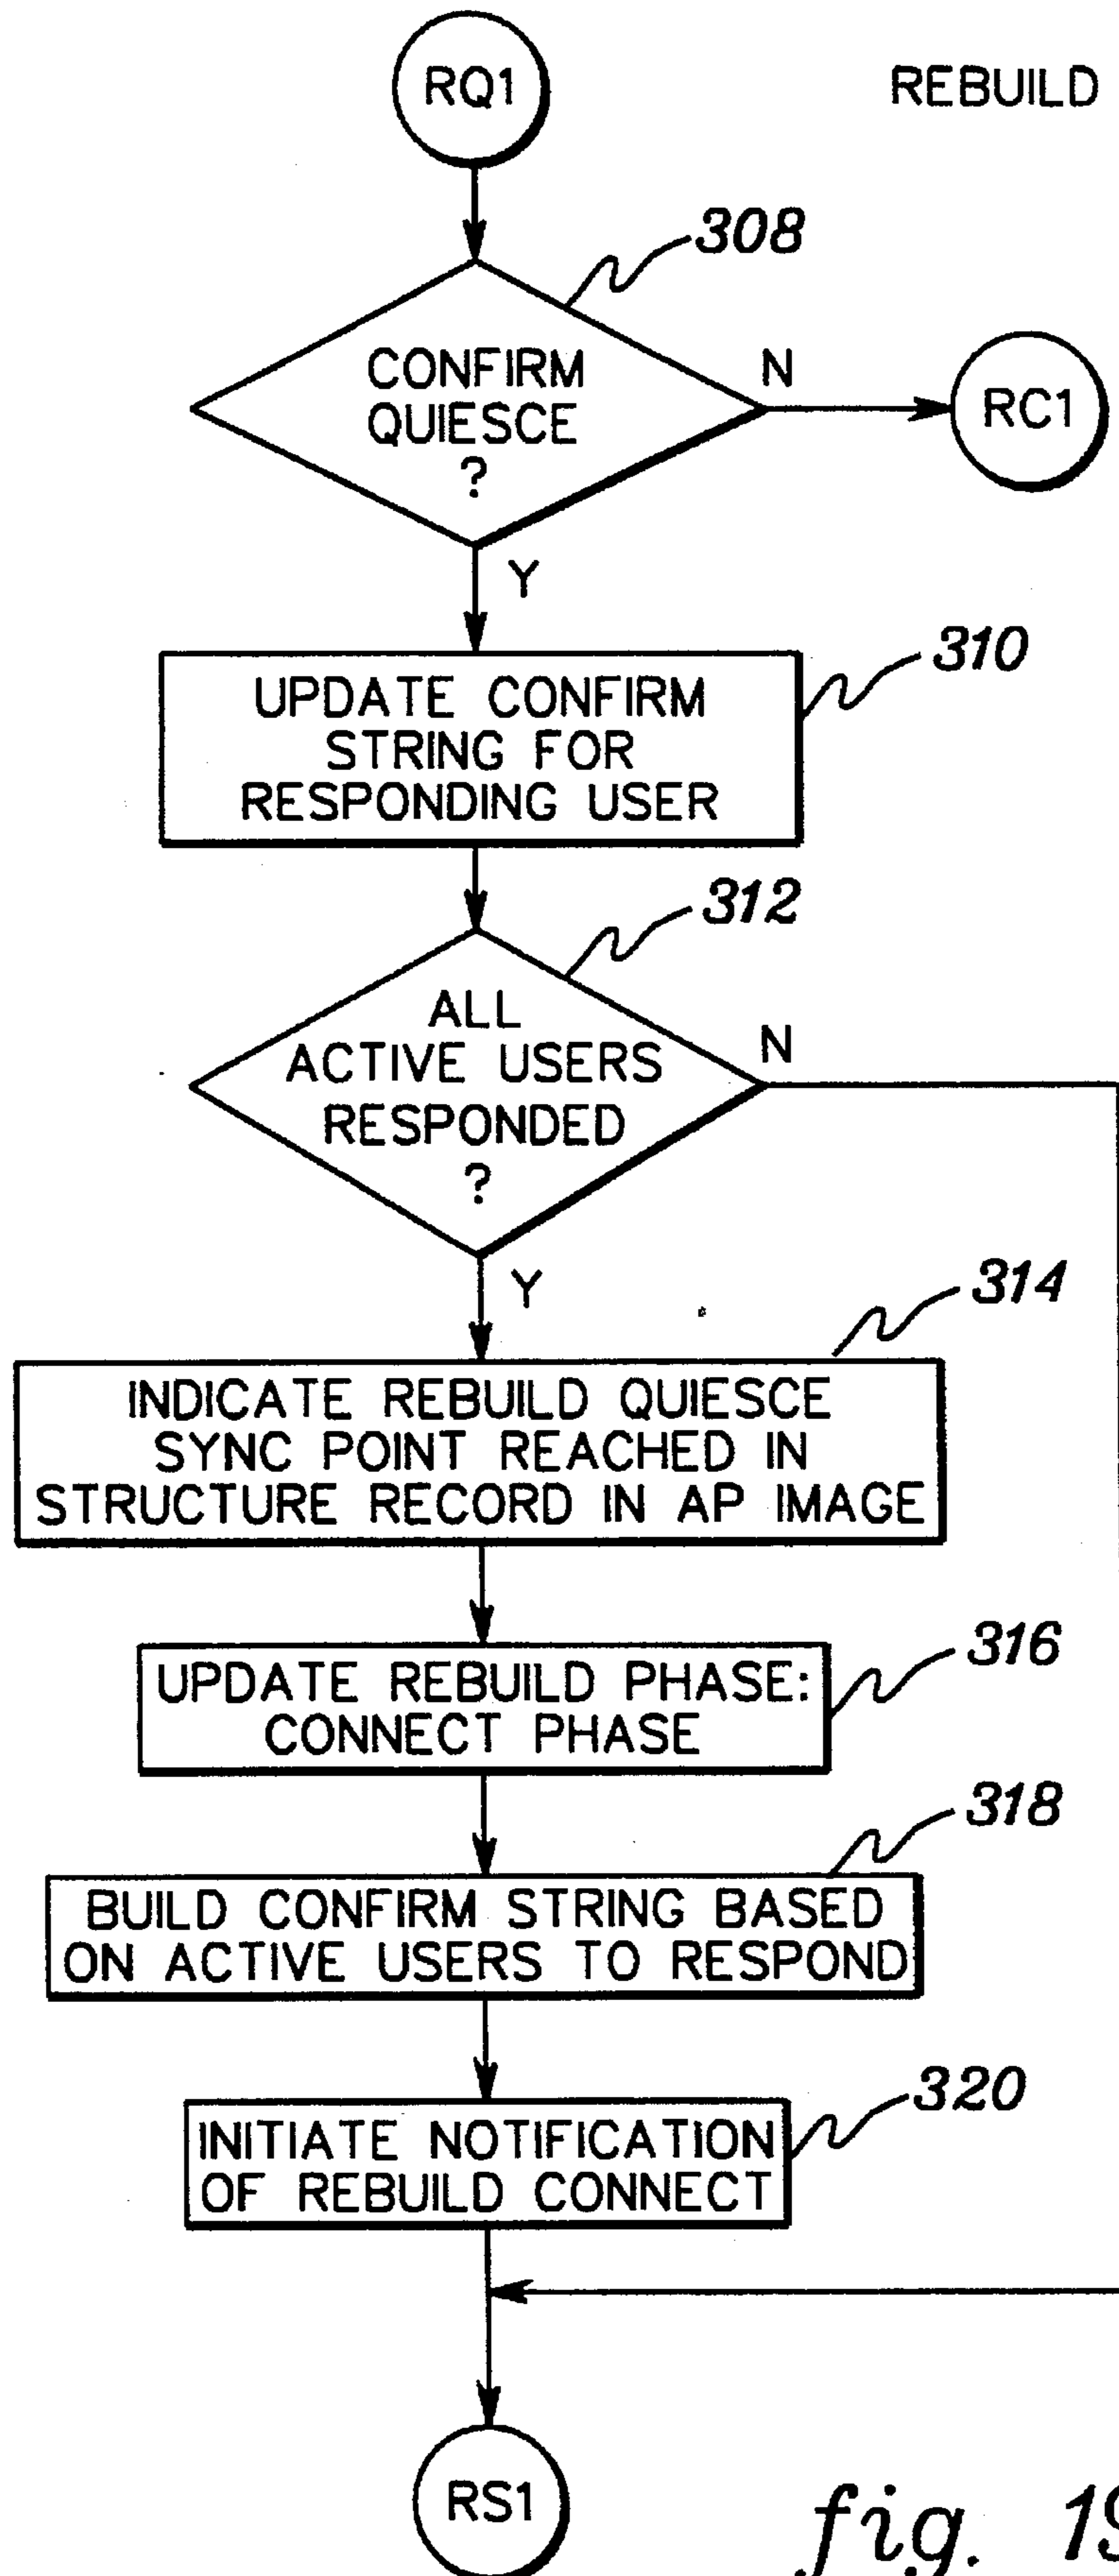 RQ1
REBUILD
308
CONFIRM
QUIESCE
?
N
RC1
Y
310
UPDATE CONFIRM
STRING FOR
RESPONDING USER
312
ALL
ACTIVE USERS
RESPONDED
?
N
Y
314
INDICATE REBUILD QUIESCE
SYNC POINT REACHED IN
STRUCTURE RECORD IN AP IMAGE
316
UPDATE REBUILD PHASE:
CONNECT PHASE
318
BUILD CONFIRM STRING BASED
ON ACTIVE USERS TO RESPOND
320
INITIATE NOTIFICATION
OF REBUILD CONNECT
RS1
fig. 19